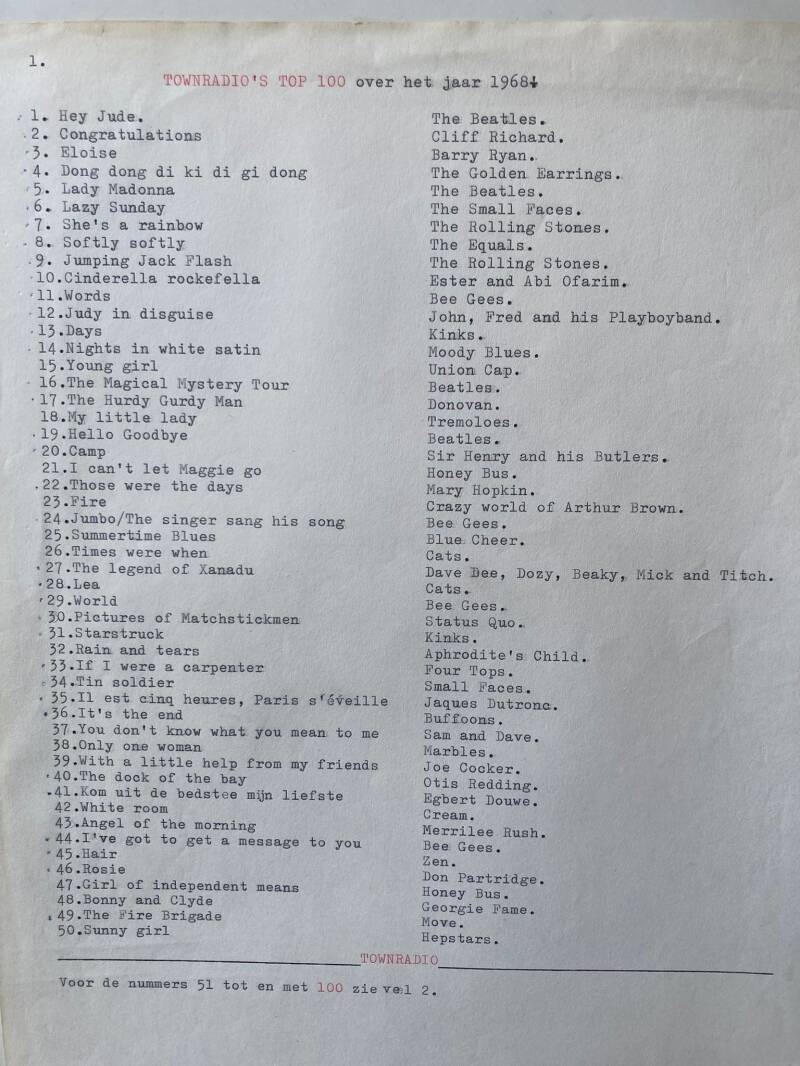 1.
TOWNRADIO'S TOP 100 over het jaar 1968
1. Hey Jude. The Beatles.
2. Congratulations Cliff Richard.
3. Eloise Barry Ryan.
4. Dong dong di ki di gi dong The Golden Earrings.
5. Lady Madonna The Beatles.
6. Lazy Sunday The Small Faces.
7. She's a rainbow The Rolling Stones.
8. Softly softly The Equals.
9. Jumping Jack Flash The Rolling Stones.
10.Cinderella rockefella Ester and Abi Ofarim.
11.Words Bee Gees.
12.Judy in disguise John, Fred and his Playboyband.
13.Days Kinks.
14.Nights in white satin Moody Blues.
15.Young girl Union Cap.
16.The Magical Mystery Tour Beatles.
17.The Hurdy Gurdy Man Donovan.
18.My little lady Tremoloes.
19.Hello Goodbye Beatles.
20.Camp Sir Henry and his Butlers.
21.I can't let Maggie go Honey Bus.
22.Those were the days Mary Hopkin.
23.Fire Crazy world of Arthur Brown.
24.Jumbo/The singer sang his song Bee Gees.
25.Summertime Blues Blue Cheer.
26.Times were when Cats.
27.The legend of Xanadu Dave Dee, Dozy, Beaky, Mick and Titch.
28.Lea Cats.
29.World Bee Gees.
30.Pictures of Matchstickmen Status Quo.
31.Starstruck Kinks.
32.Rain and tears Aphrodite's Child.
33.If I were a carpenter Four Tops.
34.Tin soldier Small Faces.
35.Il est cinq heures, Paris s'éveille Jaques Dutronc.
36.It's the end Buffoons.
37.You don't know what you mean to me Sam and Dave.
38.Only one woman Marbles.
39.With a little help from my friends Joe Cocker.
40.The dock of the bay Otis Redding.
41.Kom uit de bedstee mijn liefste Egbert Douwe.
42.White room Cream.
43.Angel of the morning Merrilee Rush.
44.I've got to get a message to you Bee Gees.
45.Hair Zen.
46.Rosie Don Partridge.
47.Girl of independent means Honey Bus.
48.Bonny and Clyde Georgie Fame.
49.The Fire Brigade Move.
50.Sunny girl Hepstars.
TOWNRADIO
Voor de nummers 51 tot en met 100 zie vel 2.